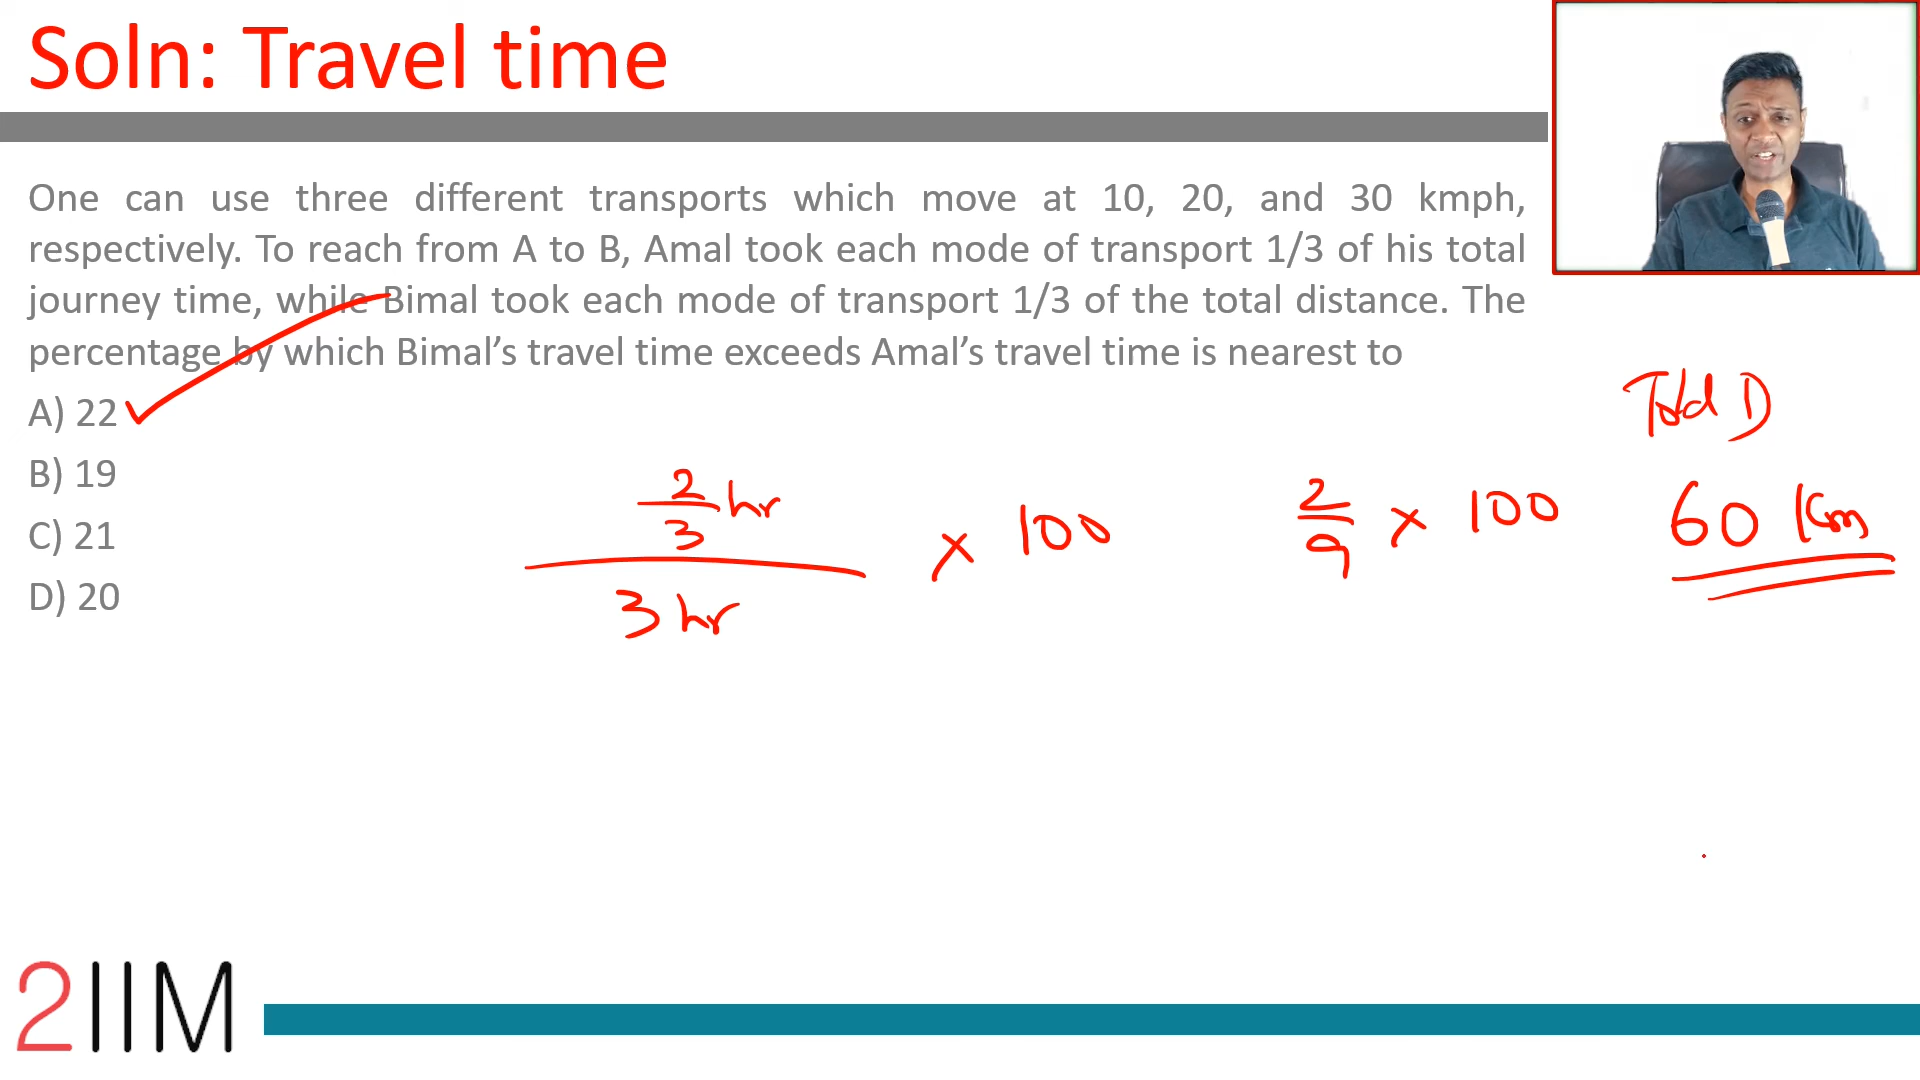 Soln: Travel time
One can use three different transports which move at 10, 20, and 30 kmph,
respectively. To reach from A to B, Amal took each mode of transport 1/3 of his total
journey time, while Bimal took each mode of transport 1/3 of the total distance. The
percentage by which Bimal’s travel time exceeds Amal’s travel time is nearest to
A) 22
B) 19
C) 21
D) 20
Total D
60 Km
2/3 hr
3 hr
× 100
2/9 × 100
2IIM